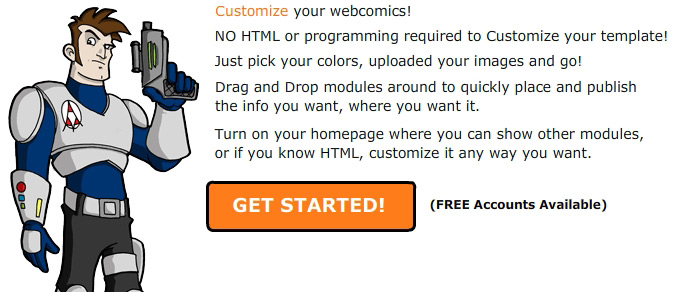 Customize your webcomics!
NO HTML or programming required to Customize your template!
Just pick your colors, uploaded your images and go!
Drag and Drop modules around to quickly place and publish
the info you want, where you want it.
Turn on your homepage where you can show other modules,
or if you know HTML, customize it any way you want.
GET STARTED! (FREE Accounts Available)